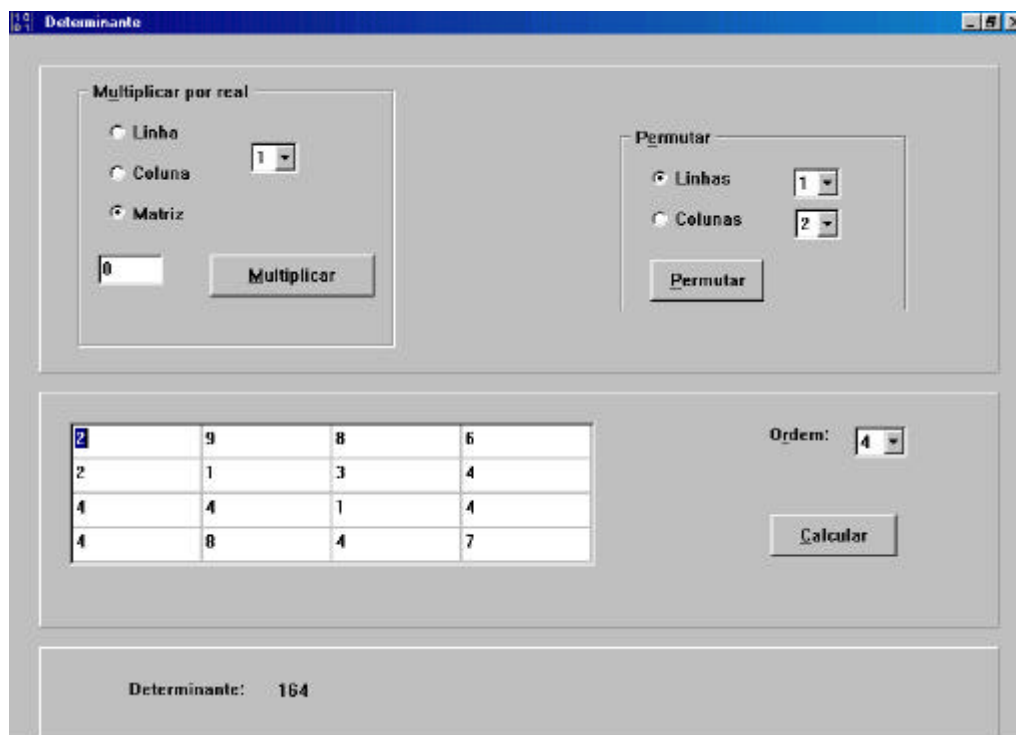 Determinante
Multiplicar por real
Linha
1
Coluna
Matriz
0
Multiplicar
Permutar
Linhas
1
Colunas
2
Permutar
2 9 8 6
2 1 3 4
4 4 1 4
4 8 4 7
Ordem: 4
Calcular
Determinante: 164